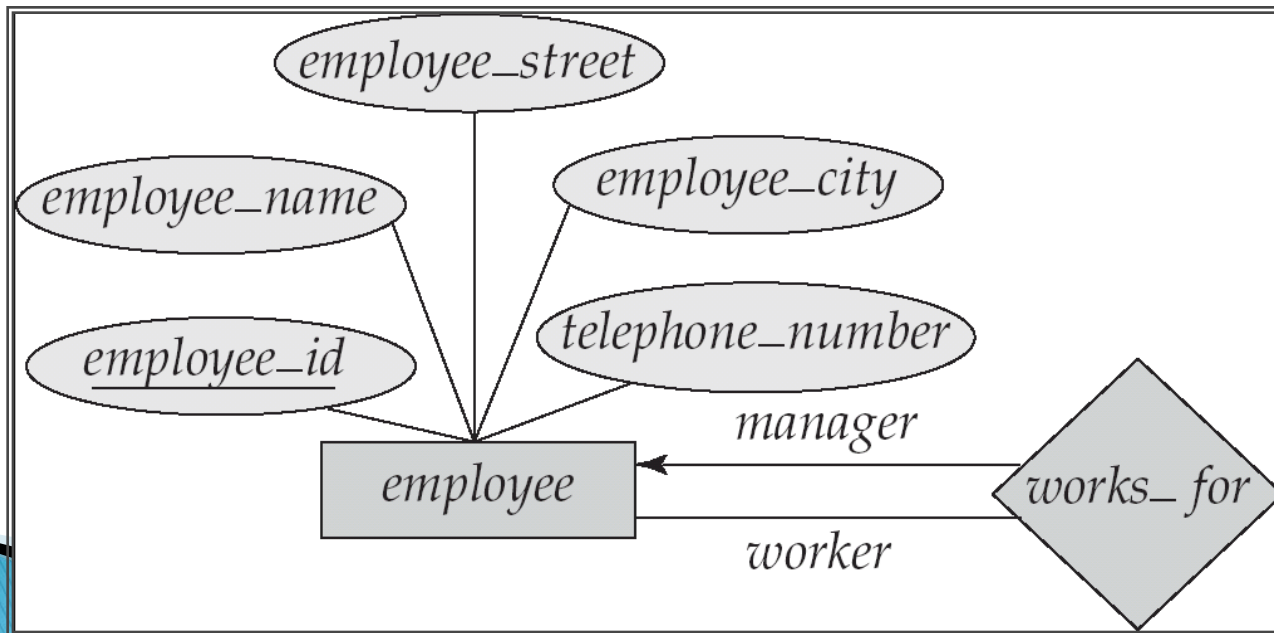 employee_street
employee_name
employee_city
employee_id
telephone_number
manager
employee
works_for
worker